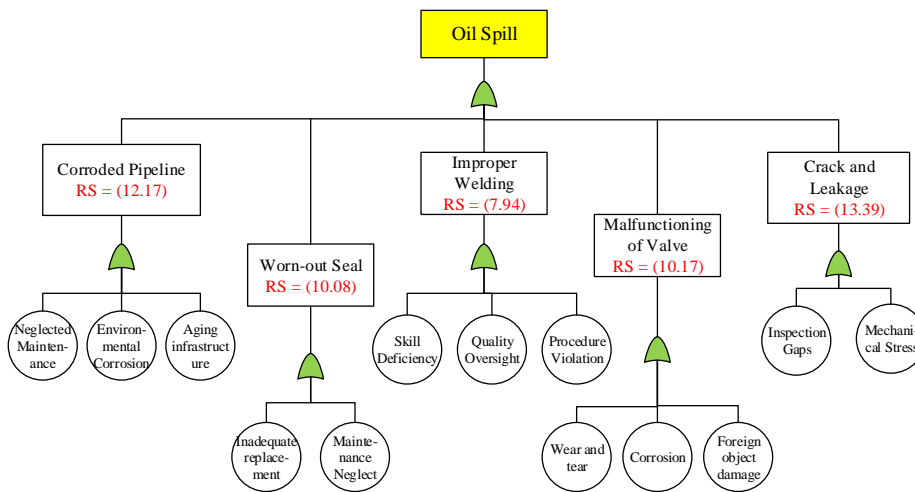 Oil Spill
Corroded Pipeline
RS = (12.17)
Worn-out Seal
RS = (10.08)
Improper
Welding
RS = (7.94)
Malfunctioning
of Valve
RS = (10.17)
Crack and
Leakage
RS = (13.39)
Neglected
Mainten-
ance
Environ-
mental
Corrosion
Aging
infrastruct
ure
Inadequate
replace-
ment
Mainte-
nance
Neglect
Skill
Deficiency
Quality
Oversight
Procedure
Violation
Wear and
tear
Corrosion
Foreign
object
damage
Inspection
Gaps
Mechani-
cal Stress